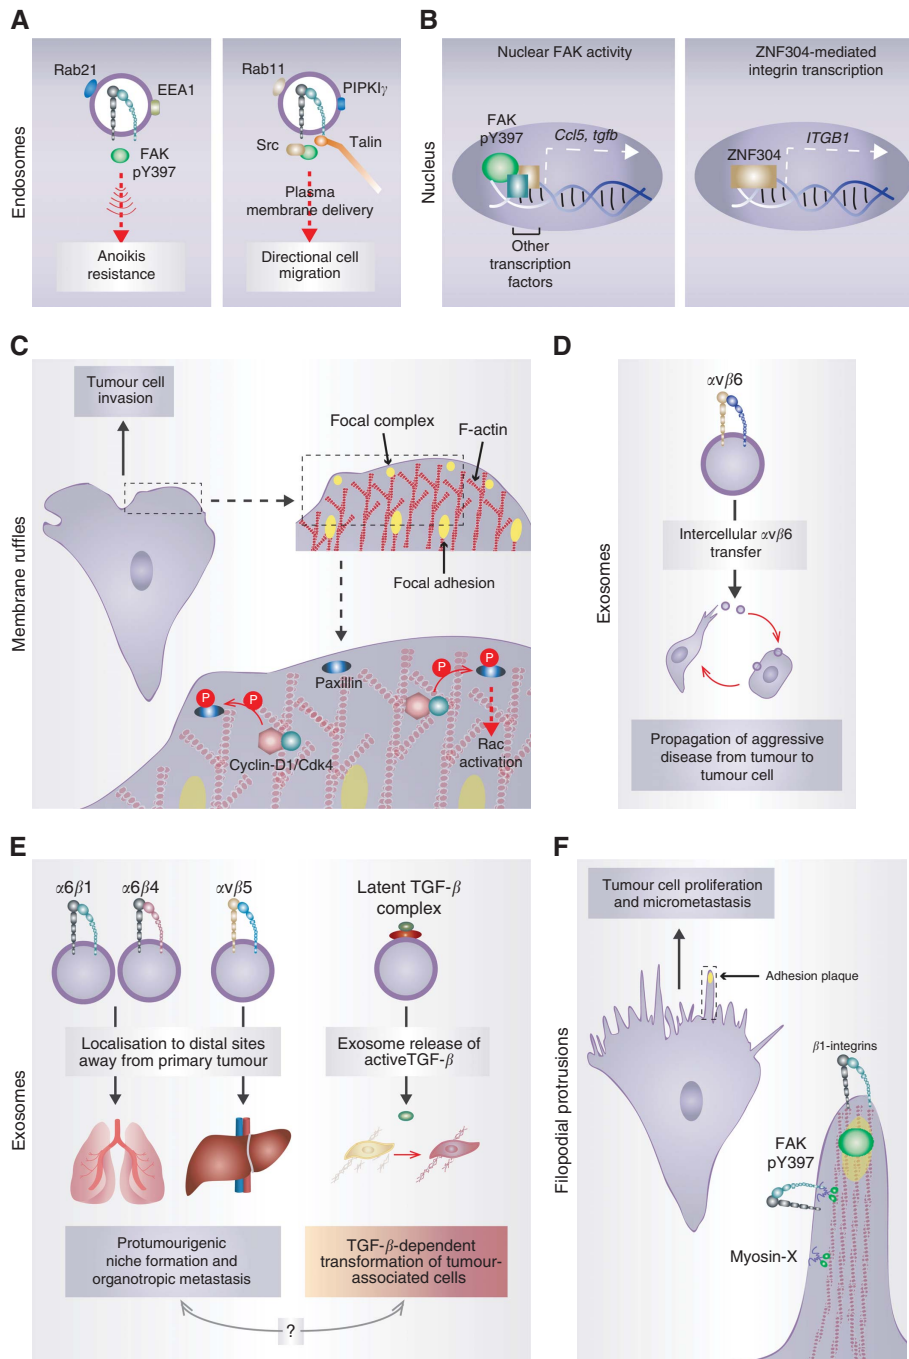 A
Endosomes
Rab21
EEA1
FAK
pY397
Anoikis
resistance
Rab11
PIPKIγ
Src
Talin
Plasma
membrane delivery
Directional cell
migration
B
Nucleus
Nuclear FAK activity
FAK
pY397
Ccl5, tgfb
Other
transcription
factors
ZNF304-mediated
integrin transcription
ITGB1
ZNF304
C
Membrane ruffles
Tumour cell
invasion
Focal complex
F-actin
Focal adhesion
P
P
Paxillin
P
P
Cyclin-D1/Cdk4
Rac
activation
D
Exosomes
αvβ6
Intercellular αvβ6
transfer
Propagation of aggressive
disease from tumour to
tumour cell
E
Exosomes
α6β1
α6β4
αvβ5
Latent TGF-β
complex
Localisation to distal sites
away from primary tumour
Exosome release of
activeTGF-β
Protumourigenic
niche formation and
organotropic metastasis
TGF-β-dependent
transformation of tumour-
associated cells
?
F
Filopodial protrusions
Tumour cell proliferation
and micrometastasis
Adhesion plaque
β1-integrins
FAK
pY397
Myosin-X